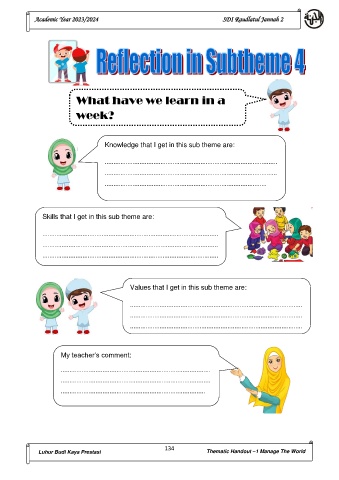 Academic Year 2023/2024
SDI Raudlatul Jannah 2
Reflection in Subtheme 4
What have we learn in a
week?
Knowledge that I get in this sub theme are:
Skills that I get in this sub theme are:
Values that I get in this sub theme are:
My teacher's comment;
Luhur Budi Kaya Prestasi
134
Thematic Handout –1 Manage The World